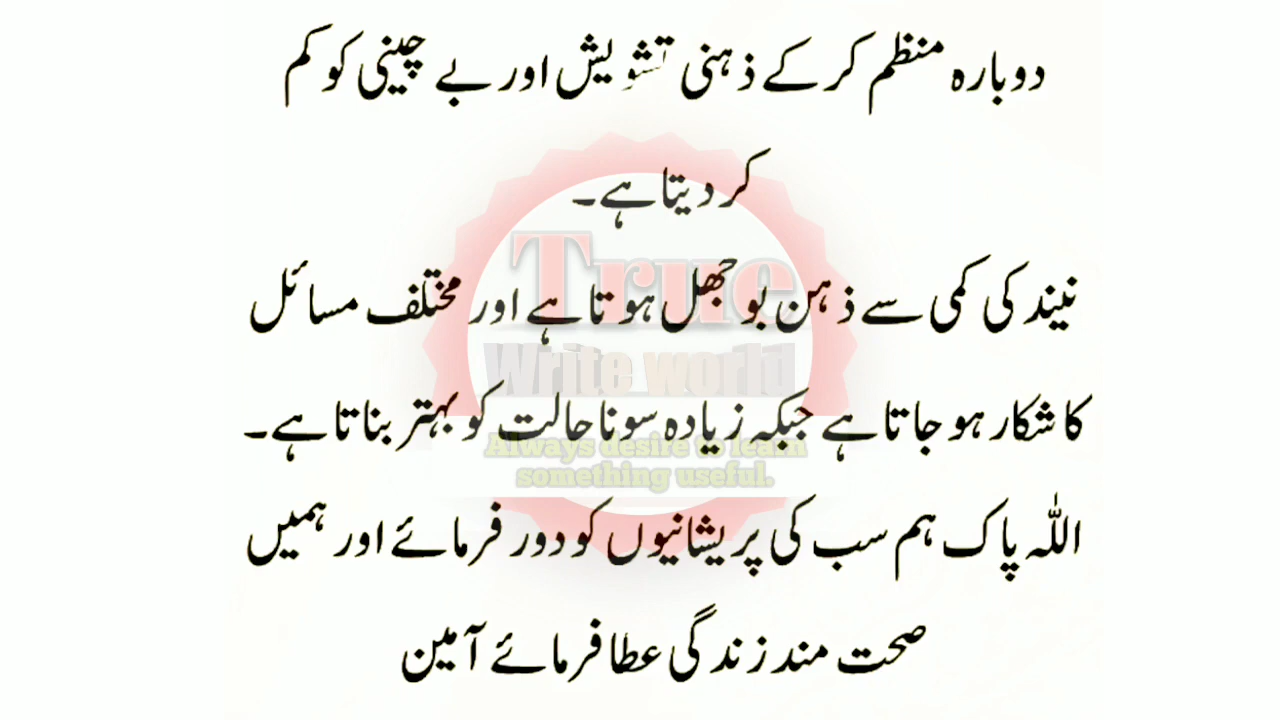 دوبارہ منظم کر کے ذہنی تشویش اور بے چینی کو کم
کر دیتا ہے۔
True
نیند کی کمی سے ذہن بوجھل ہوتا ہے اور مختلف مسائل
Write world
کا شکار ہو جاتا ہے جبکہ زیادہ سونا حالت کو بہتر بناتا ہے۔
Always desire to learn
something useful.
اللہ پاک ہم سب کی پریشانیوں کو دور فرمائے اور ہمیں
صحت مند زندگی عطا فرمائے آمین